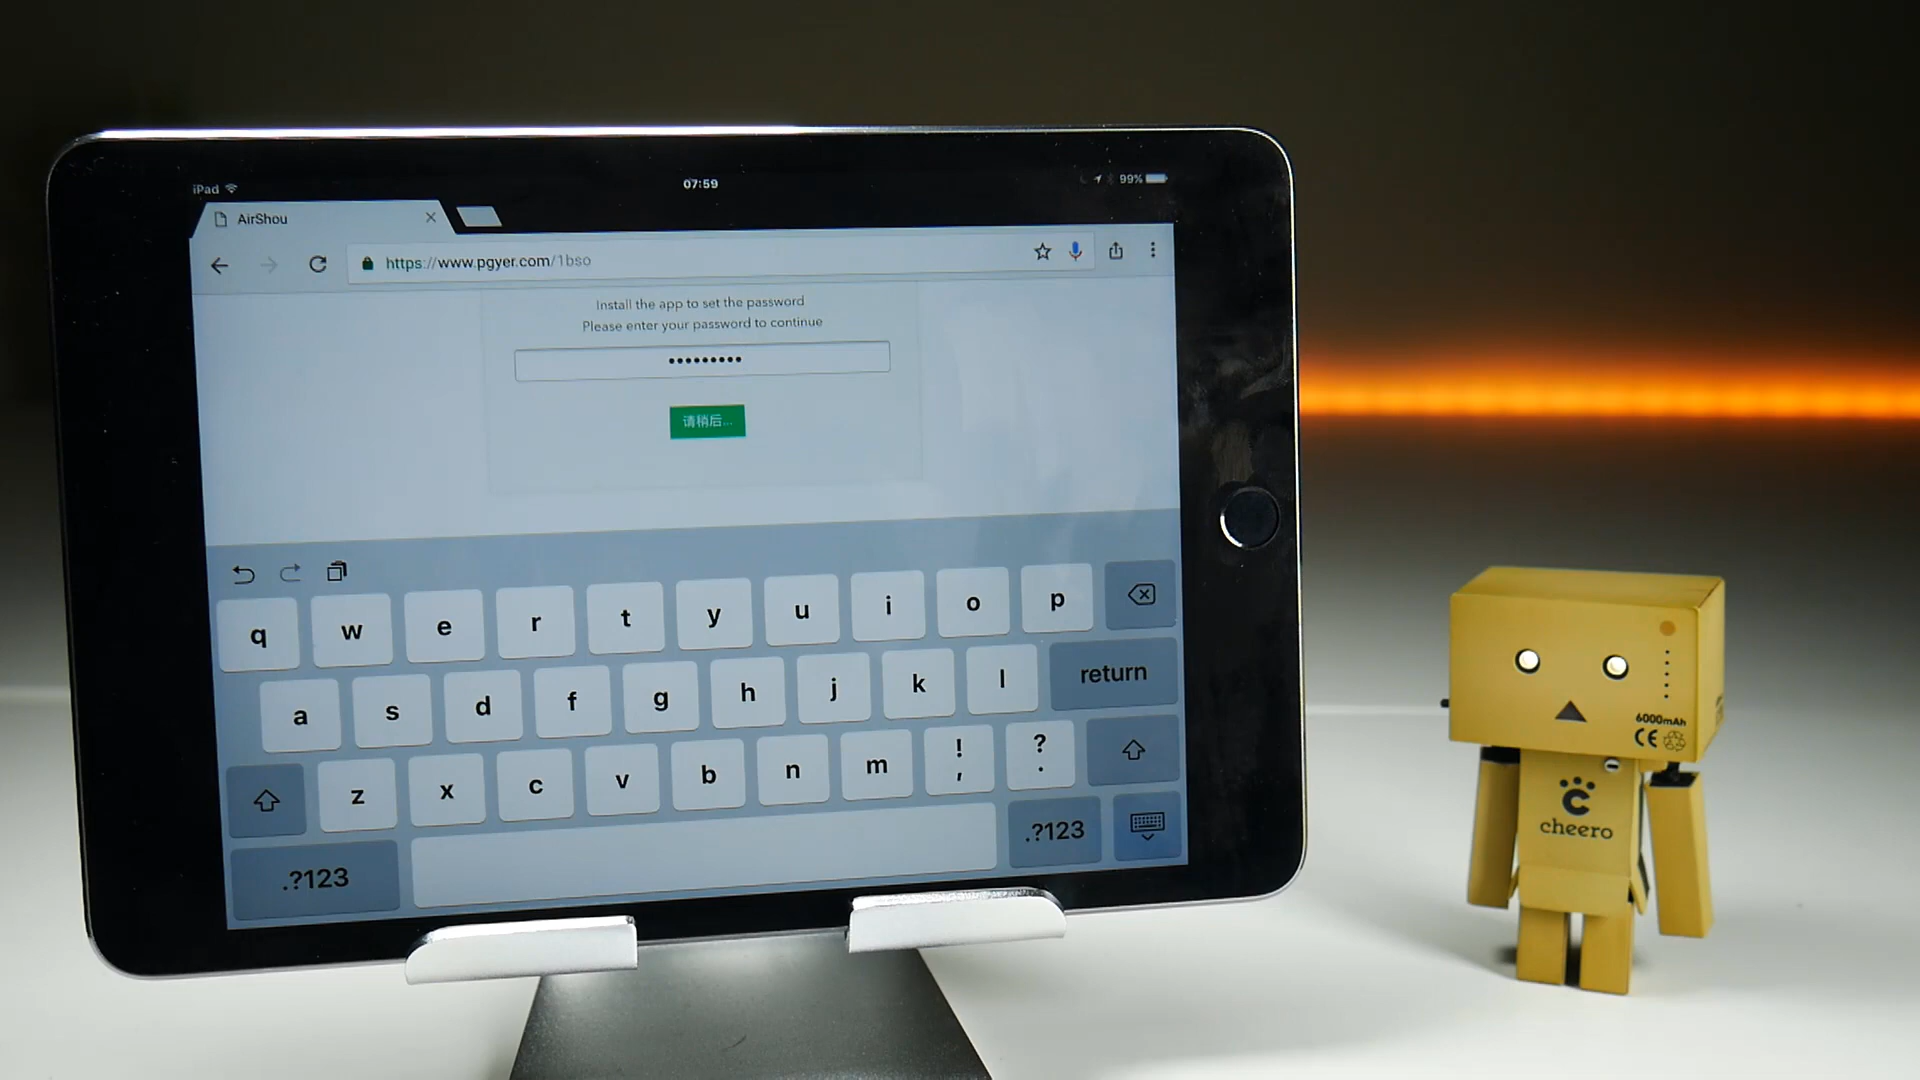 iPad
07:59
99%
AirShou
https://www.pgyer.com/1bso
Install the app to set the password
Please enter your password to continue
•••••••••
请稍后...
q w e r t y u i o p
a s d f g h j k l return
z x c v b n m ! , ? .
.?123 .?123
6000mAh
CE
cheero